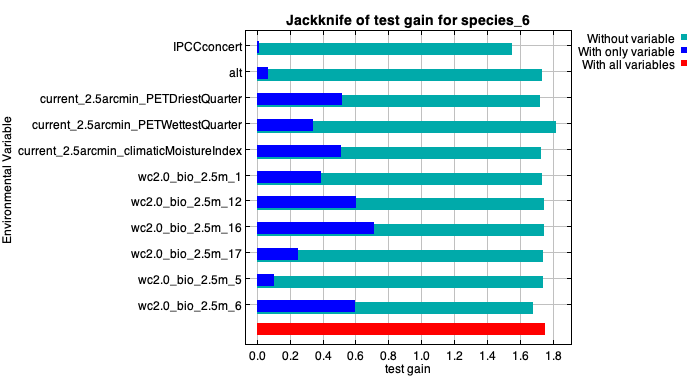 Jackknife of test gain for species_6
Without variable
With only variable
With all variables
Environmental Variable
IPCCconcert
alt
current_2.5arcmin_PETDriestQuarter
current_2.5arcmin_PETWettestQuarter
current_2.5arcmin_climaticMoistureIndex
wc2.0_bio_2.5m_1
wc2.0_bio_2.5m_12
wc2.0_bio_2.5m_16
wc2.0_bio_2.5m_17
wc2.0_bio_2.5m_5
wc2.0_bio_2.5m_6
0.0 0.2 0.4 0.6 0.8 1.0 1.2 1.4 1.6 1.8
test gain